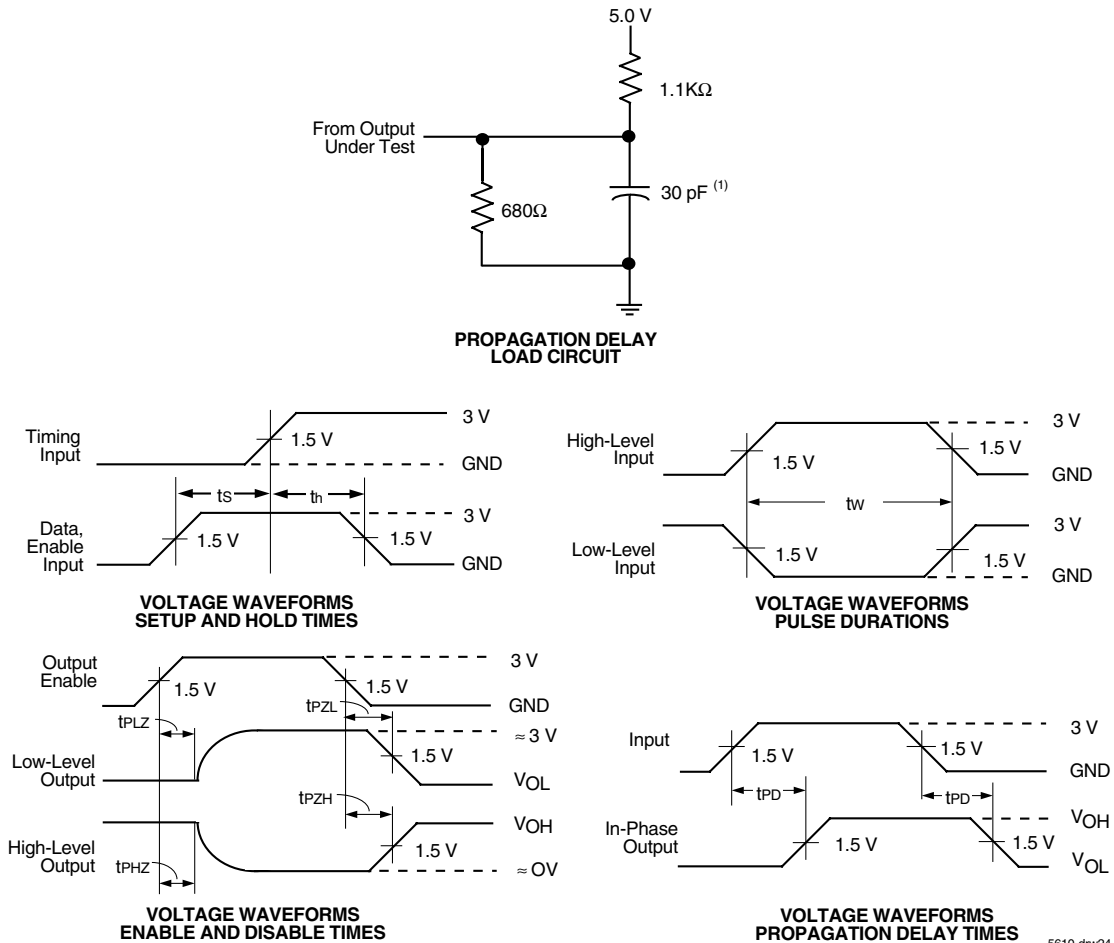 5.0 V
1.1KΩ
From Output
Under Test
30 pF (1)
680Ω
PROPAGATION DELAY
LOAD CIRCUIT
Timing
Input
3 V
1.5 V
GND
tS
th
Data,
Enable
Input
3 V
1.5 V
1.5 V
GND
VOLTAGE WAVEFORMS
SETUP AND HOLD TIMES
High-Level
Input
3 V
1.5 V
1.5 V
GND
tW
Low-Level
Input
3 V
1.5 V
1.5 V
GND
VOLTAGE WAVEFORMS
PULSE DURATIONS
Output
Enable
3 V
1.5 V
1.5 V
GND
tPLZ
tPZL
Low-Level
Output
≈ 3 V
1.5 V
VOL
tPZH
High-Level
Output
VOH
1.5 V
tPHZ
≈ OV
VOLTAGE WAVEFORMS
ENABLE AND DISABLE TIMES
Input
3 V
1.5 V
1.5 V
GND
tPD
tPD
In-Phase
Output
VOH
1.5 V
1.5 V
VOL
VOLTAGE WAVEFORMS
PROPAGATION DELAY TIMES